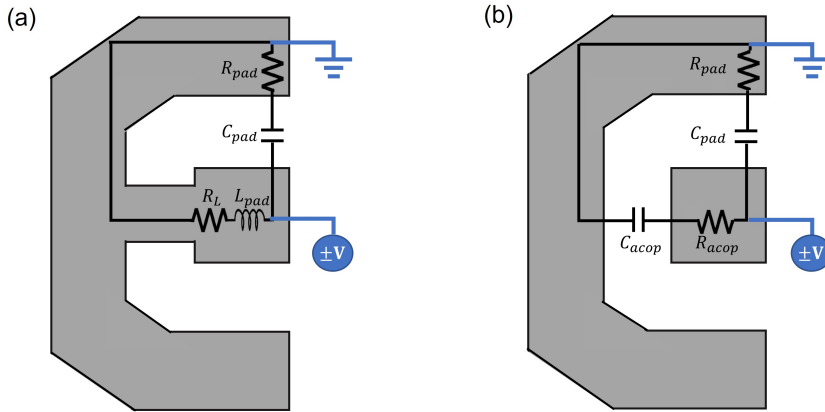 (a)
R_pad
C_pad
R_L L_pad
±V
(b)
R_pad
C_pad
C_acop
R_acop
±V